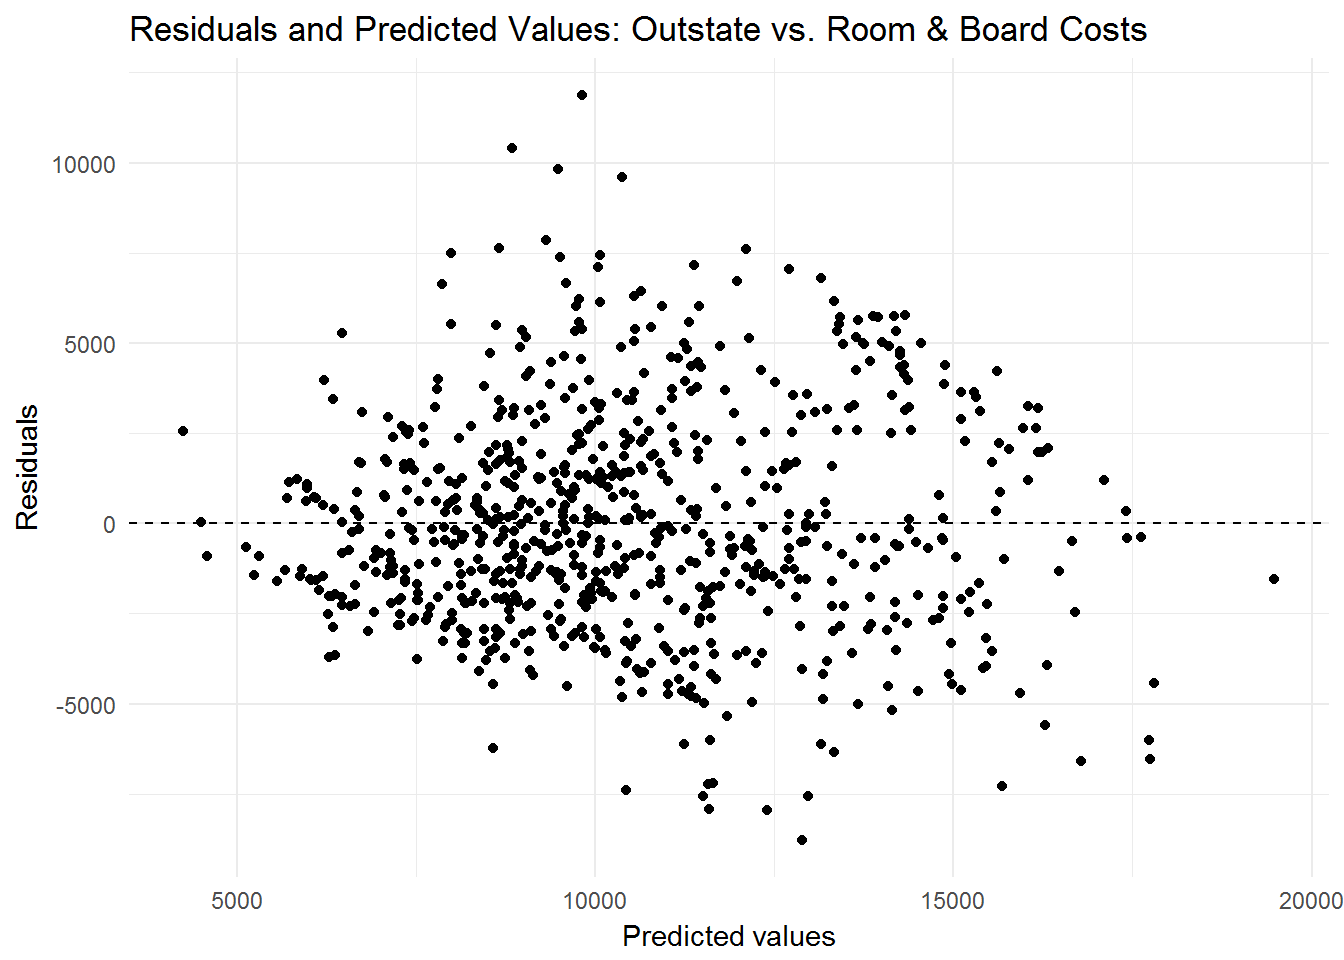 Residuals and Predicted Values: Outstate vs. Room & Board Costs
10000
5000
0
-5000
Residuals
5000 10000 15000 20000
Predicted values